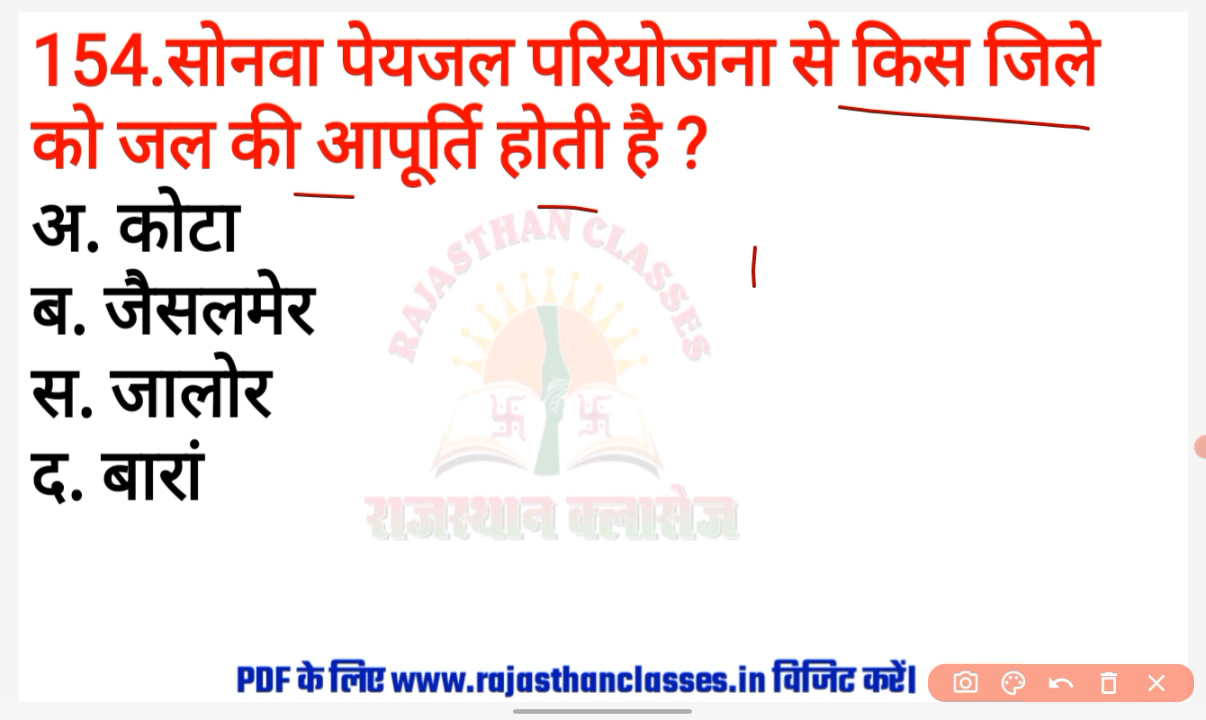 154.सोनवा पेयजल परियोजना से किस जिले
को जल की आपूर्ति होती है ?
अ. कोटा
ब. जैसलमेर
स. जालोर
द. बारां
RAJASTHAN CLASSES
राजस्थान क्लासेज
PDF के लिए www.rajasthanclasses.in विजिट करें।